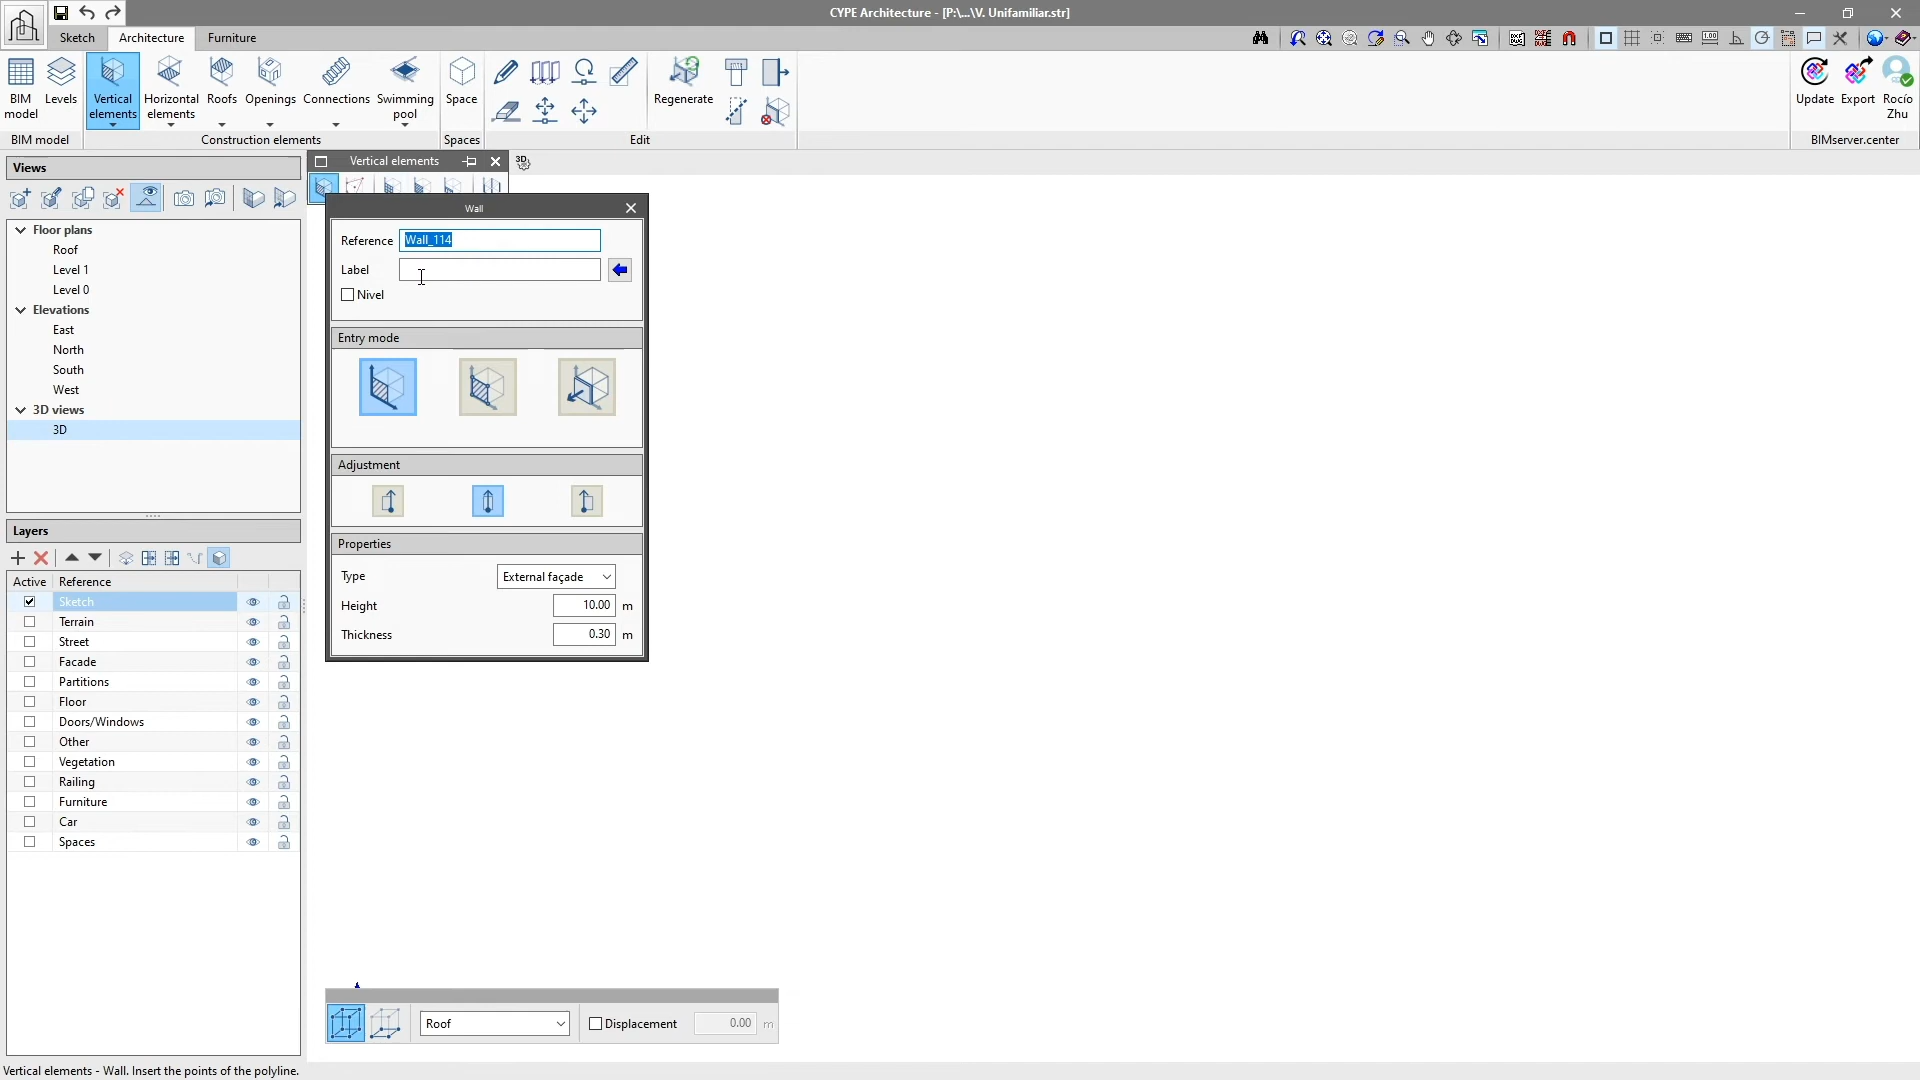 CYPE Architecture - [P:\...\V. Unifamiliar.str]
Sketch
Architecture
Furniture
BIM model
Levels
Vertical elements
Horizontal elements
Roofs
Openings
Connections
Swimming pool
Space
Regenerate
Update
Export
Rocío Zhu
BIM model
Construction elements
Spaces
Edit
BIMserver.center
Views
Vertical elements
3D
Floor plans
Roof
Level 1
Level 0
Elevations
East
North
South
West
3D views
3D
Wall
Reference
Wall_114
Label
Nivel
Entry mode
Adjustment
Properties
Type
External façade
Height
10.00 m
Thickness
0.30 m
Layers
Active
Reference
Sketch
Terrain
Street
Facade
Partitions
Floor
Doors/Windows
Other
Vegetation
Railing
Furniture
Car
Spaces
Roof
Displacement
0.00 m
Vertical elements - Wall. Insert the points of the polyline.